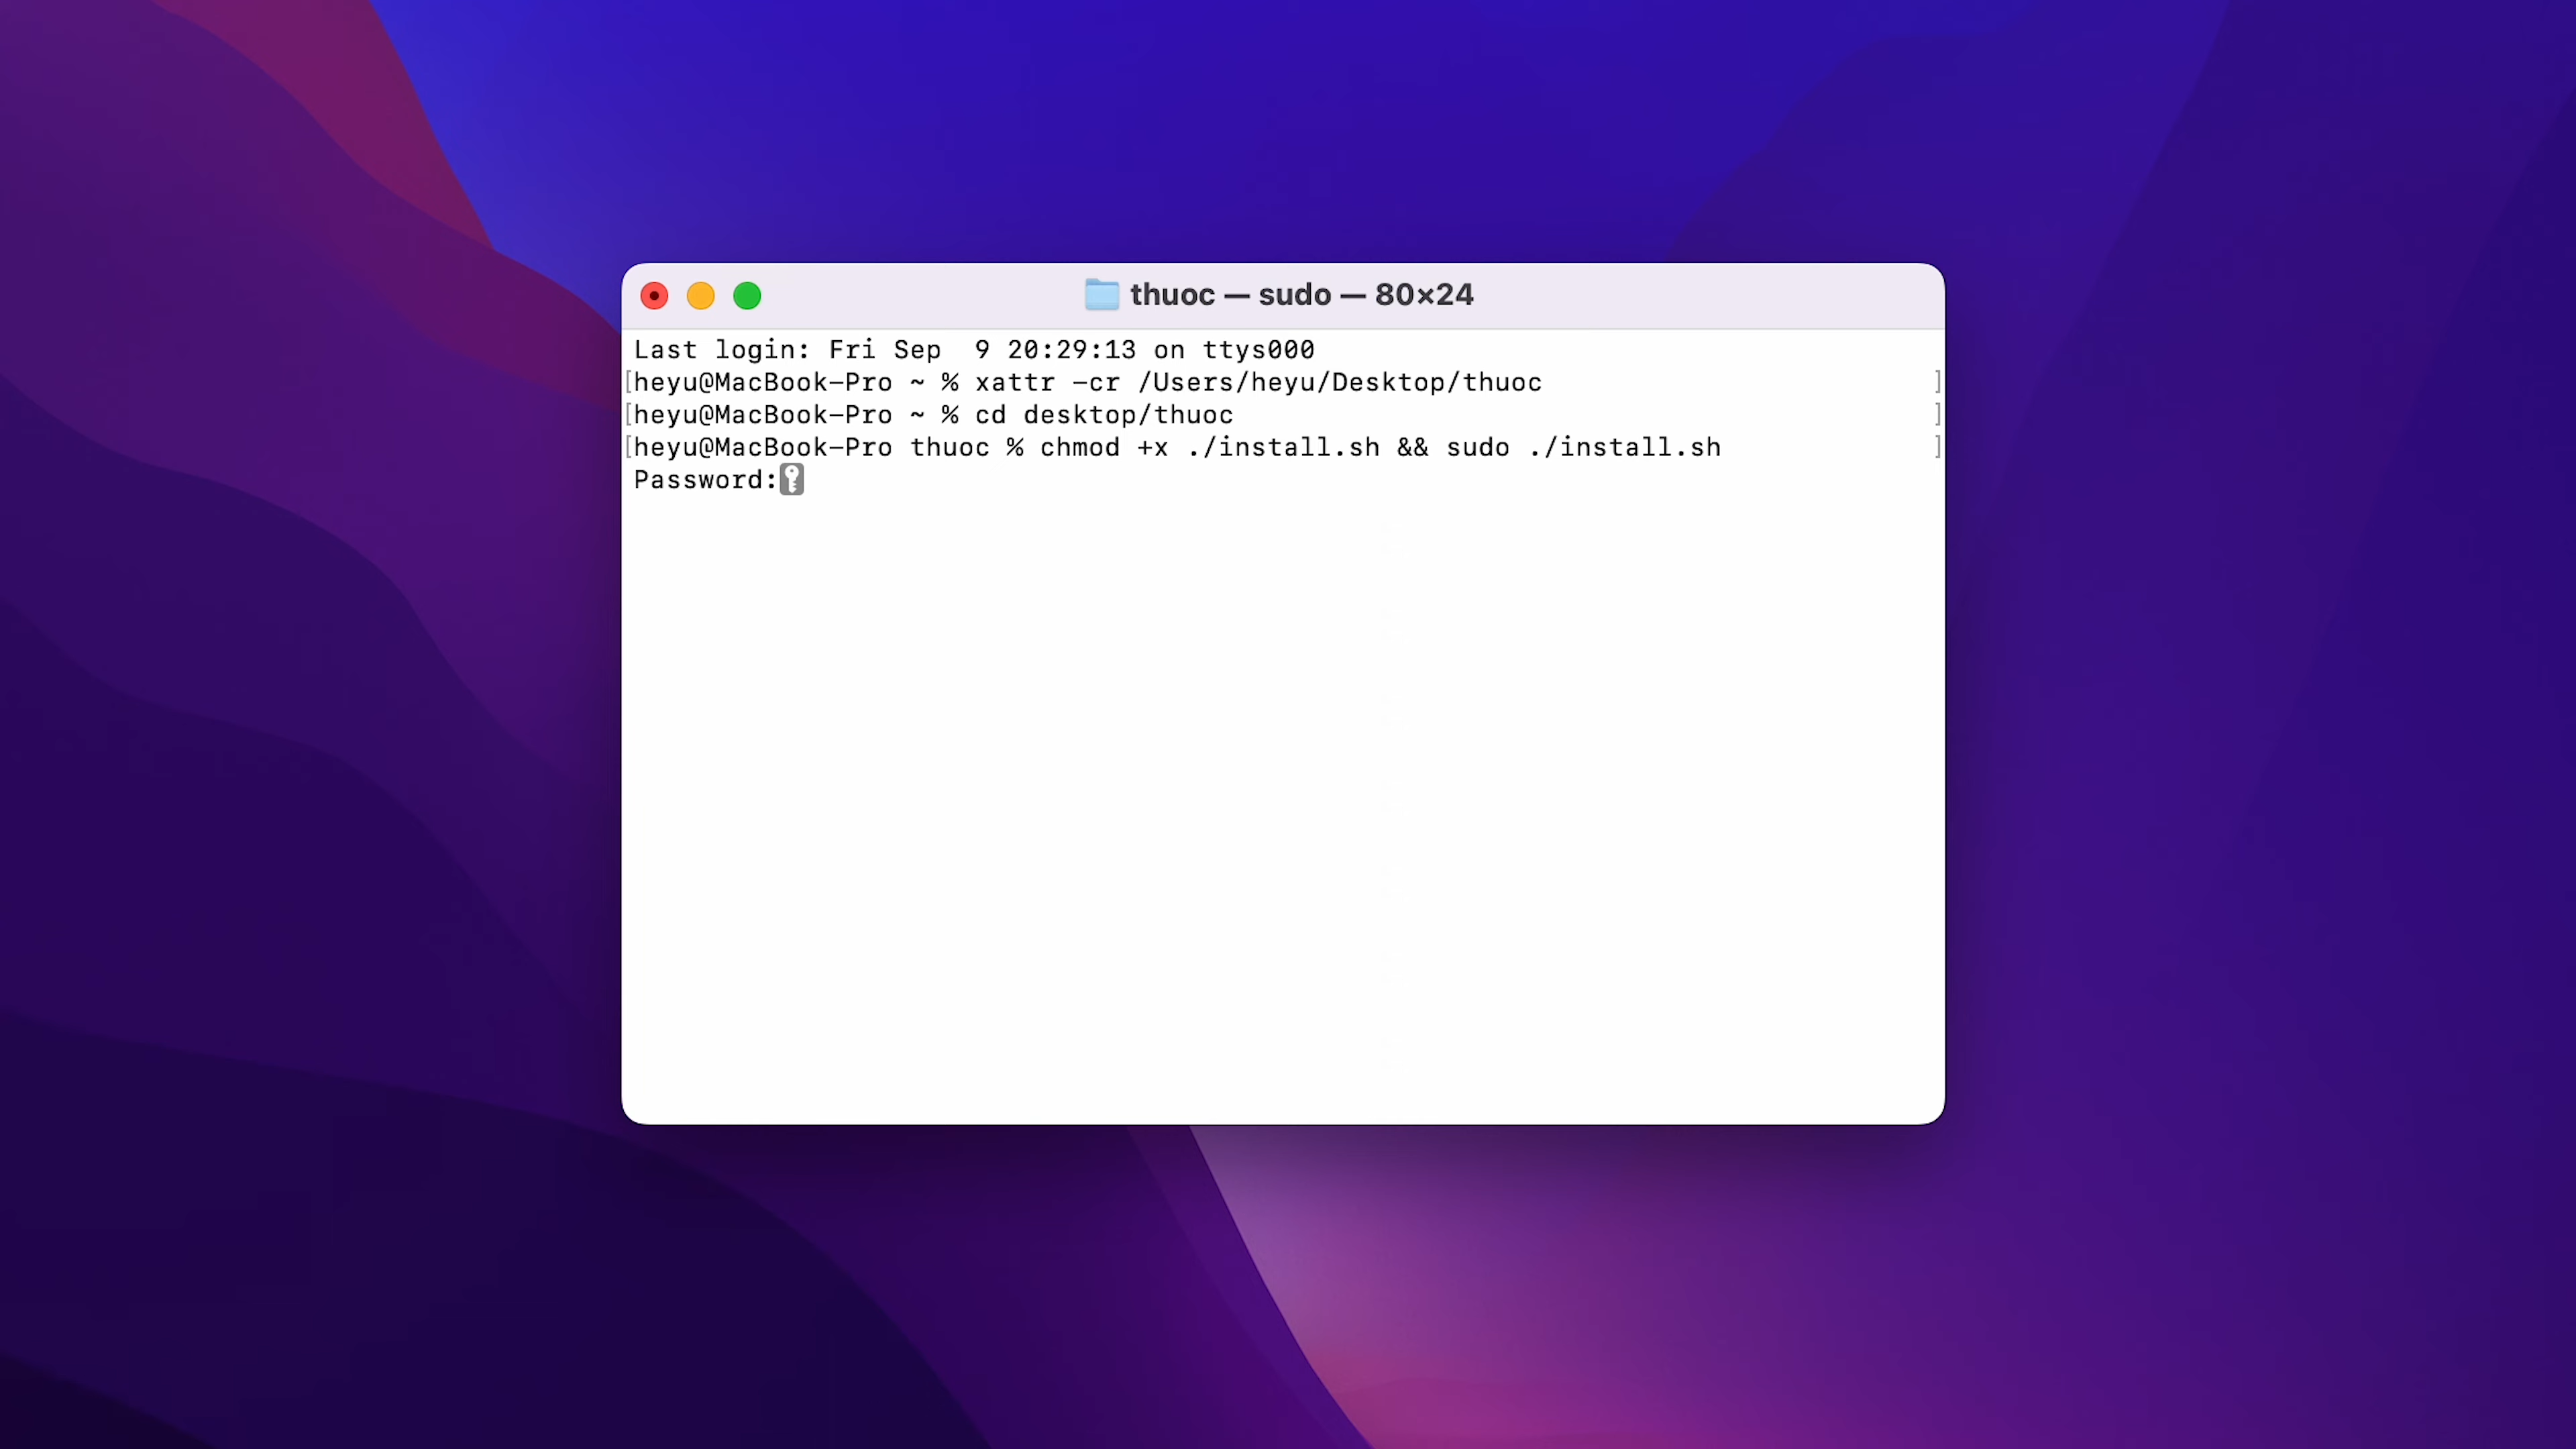 thuoc — sudo — 80×24
Last login: Fri Sep  9 20:29:13 on ttys000
[heyu@MacBook-Pro ~ % xattr -cr /Users/heyu/Desktop/thuoc ]
[heyu@MacBook-Pro ~ % cd desktop/thuoc ]
[heyu@MacBook-Pro thuoc % chmod +x ./install.sh && sudo ./install.sh ]
Password: